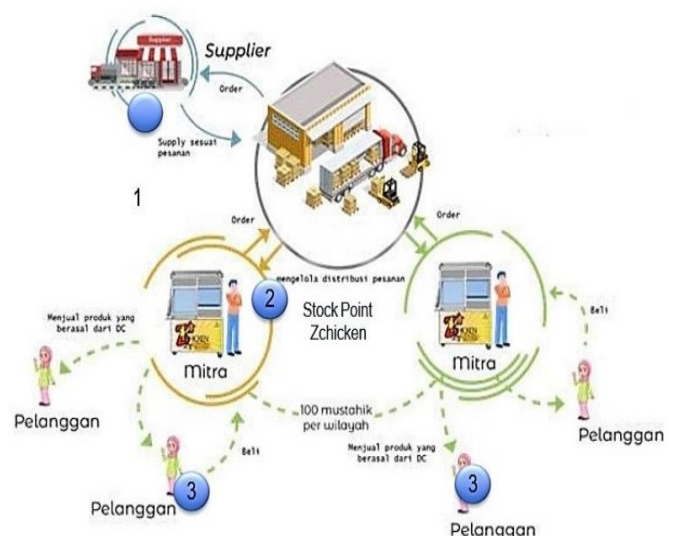 Supplier
Supplier
Order
Supply sesuai
pesanan
1
Order
Order
mengelola distribusi pesanan
2
Stock Point
Zchicken
Menjual produk yang
berasal dari DC
Mitra
Mitra
Beli
Pelanggan
100 mustahik
per wilayah
Pelanggan
Beli
Menjual produk yang
berasal dari DC
Pelanggan
3
3
Pelanggan